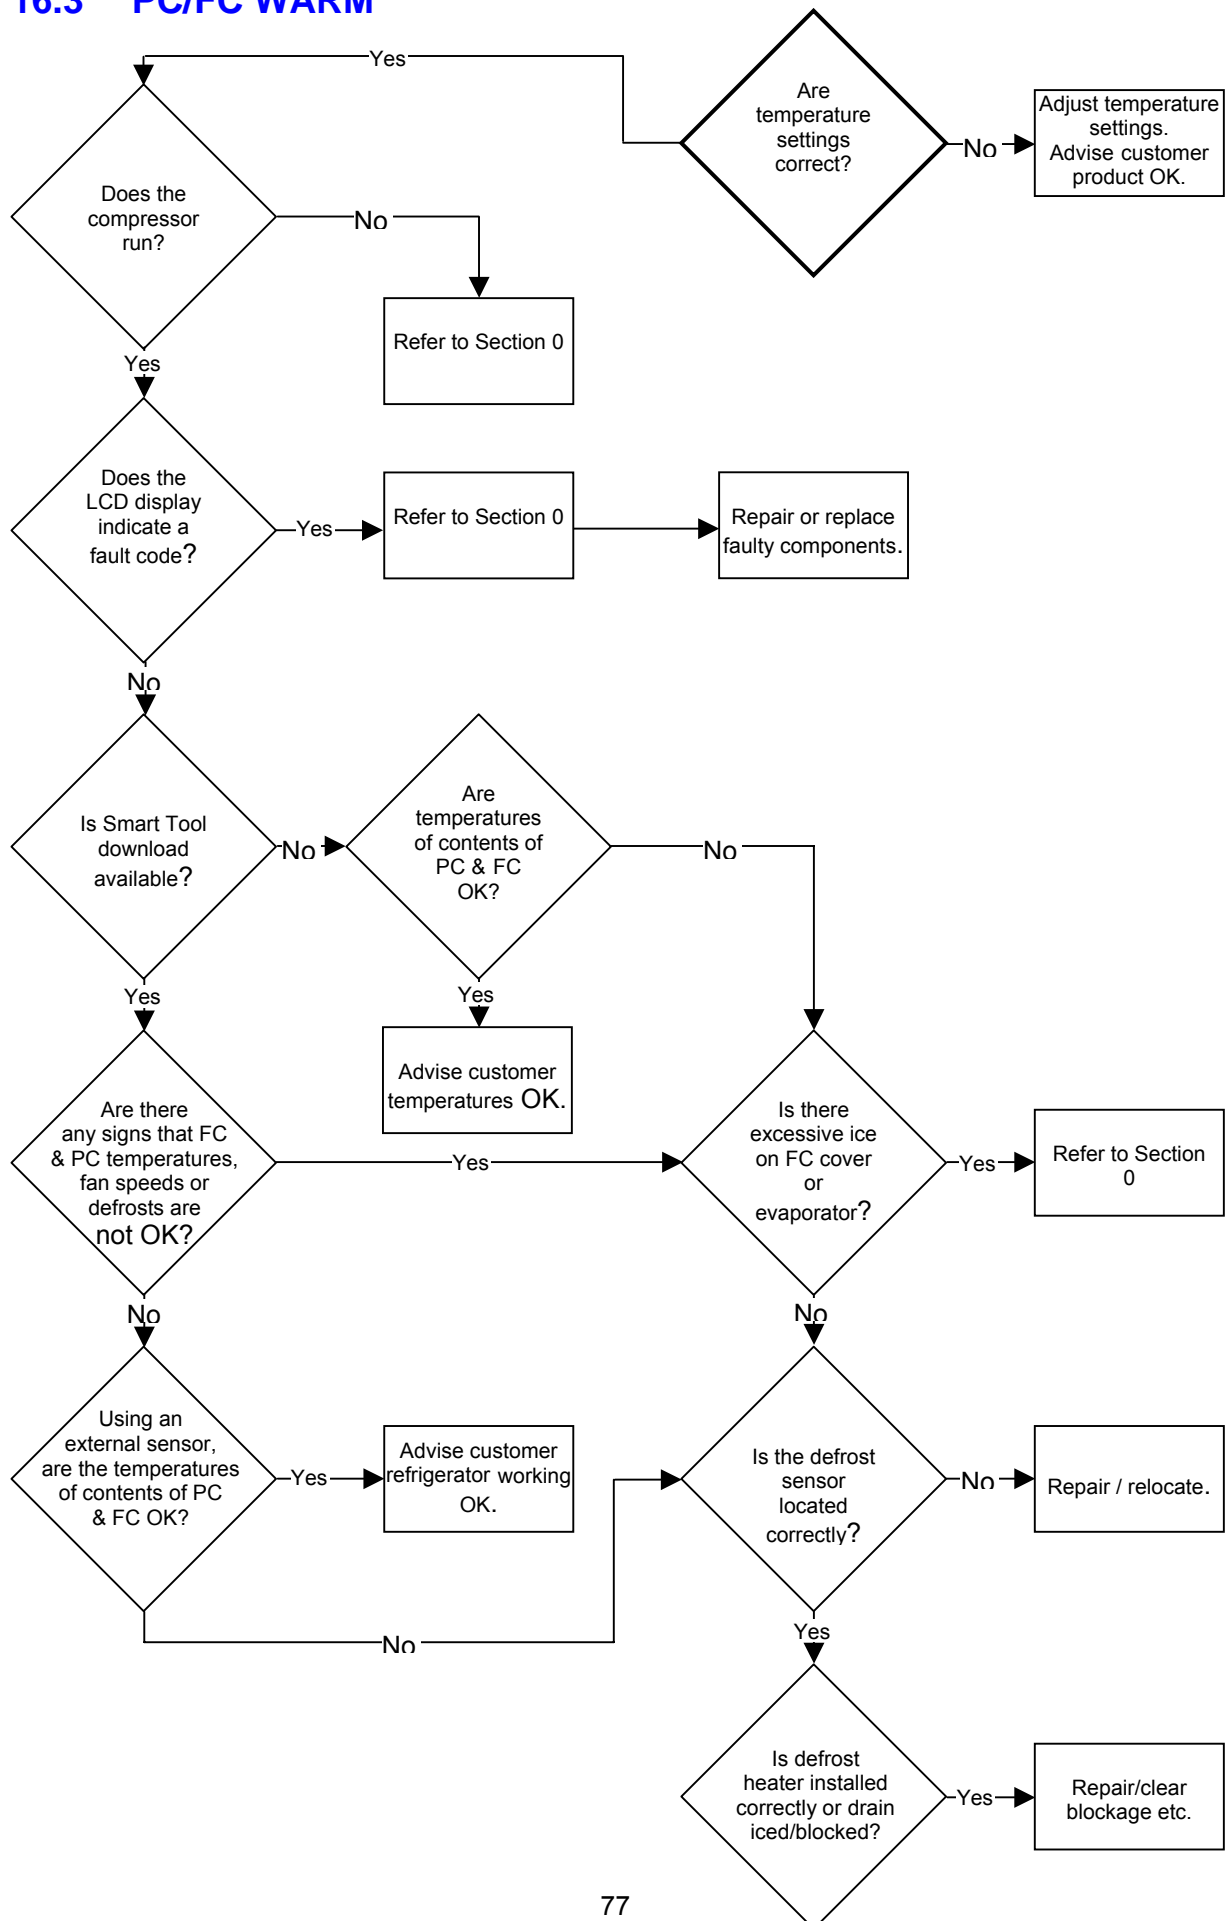 16.3 PC/FC WARM
Yes
Are
temperature
settings
correct?
No
Adjust temperature
settings.
Advise customer
product OK.
Does the
compressor
run?
No
Refer to Section 0
Yes
Does the
LCD display
indicate a
fault code?
Yes
Refer to Section 0
Repair or replace
faulty components.
No
Is Smart Tool
download
available?
No
Are
temperatures
of contents of
PC & FC
OK?
No
Yes
Yes
Advise customer
temperatures OK.
Are there
any signs that FC
& PC temperatures,
fan speeds or
defrosts are
not OK?
Yes
Is there
excessive ice
on FC cover
or
evaporator?
Yes
Refer to Section
0
No
No
Using an
external sensor,
are the temperatures
of contents of PC
& FC OK?
Yes
Advise customer
refrigerator working
OK.
Is the defrost
sensor
located
correctly?
No
Repair / relocate.
No
Yes
Is defrost
heater installed
correctly or drain
iced/blocked?
Yes
Repair/clear
blockage etc.
77